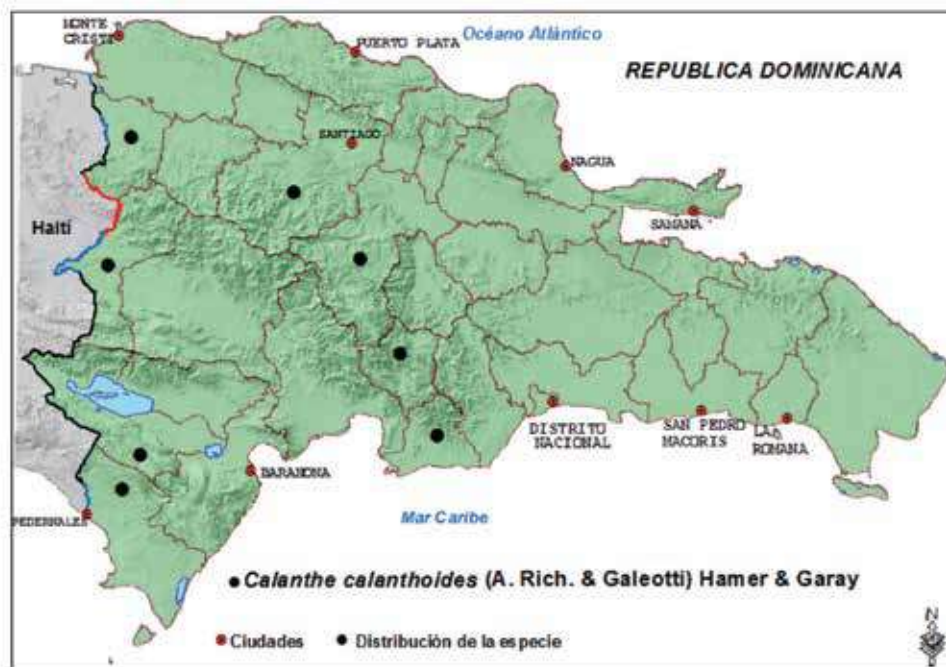 MONTE
CRISTI
Océano Atlántico
PUERTO PLATA
REPUBLICA DOMINICANA
SANTIAGO
NAGUA
SAMANA
Haití
DISTRITO
NACIONAL
SAN PEDRO
MACORIS
LA
ROMANA
BARAHONA
PEDERNALES
Mar Caribe
Calanthe calanthoides (A. Rich. & Galeotti) Hamer & Garay
Ciudades
Distribución de la especie
N